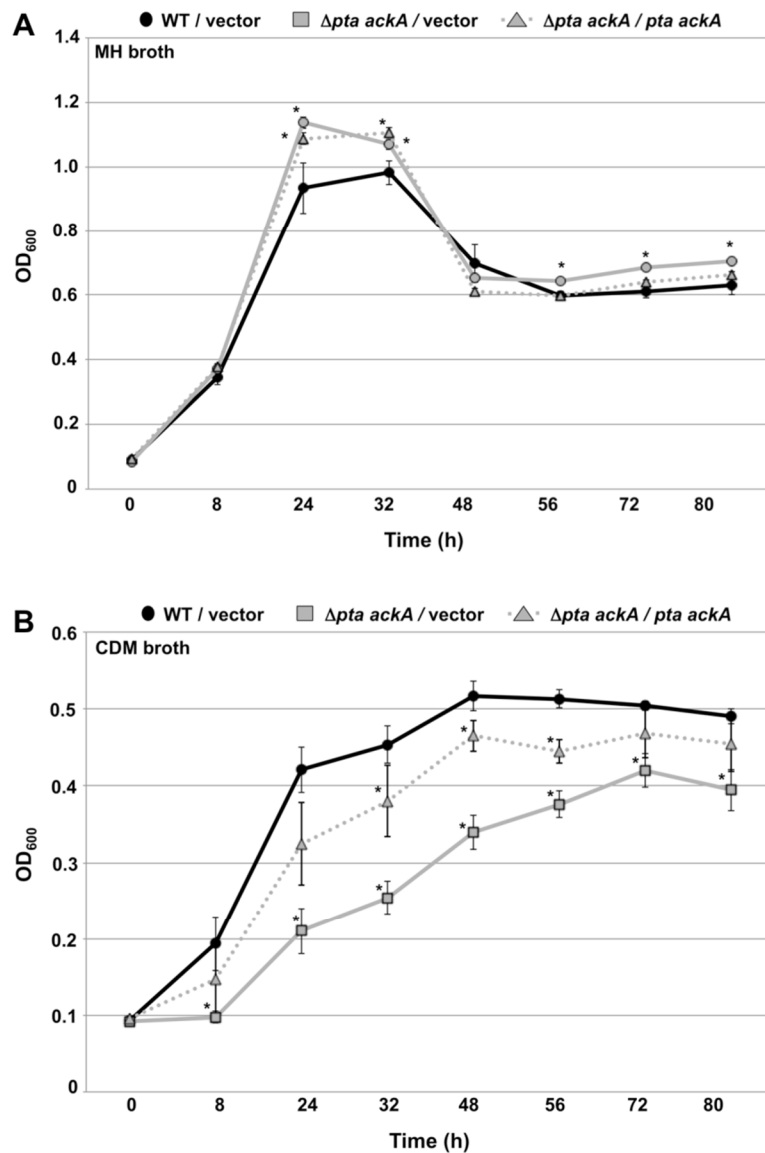 A
WT / vector Δpta ackA / vector Δpta ackA / pta ackA
1.4
MH broth
1.2
1.0
0.8
0.6
0.4
0.2
0
OD600
* * * * * * *
0 8 24 32 48 56 72 80
Time (h)
B
WT / vector Δpta ackA / vector Δpta ackA / pta ackA
0.6
CDM broth
0.5
0.4
0.3
0.2
0.1
0
OD600
* * * * * * * * * *
0 8 24 32 48 56 72 80
Time (h)